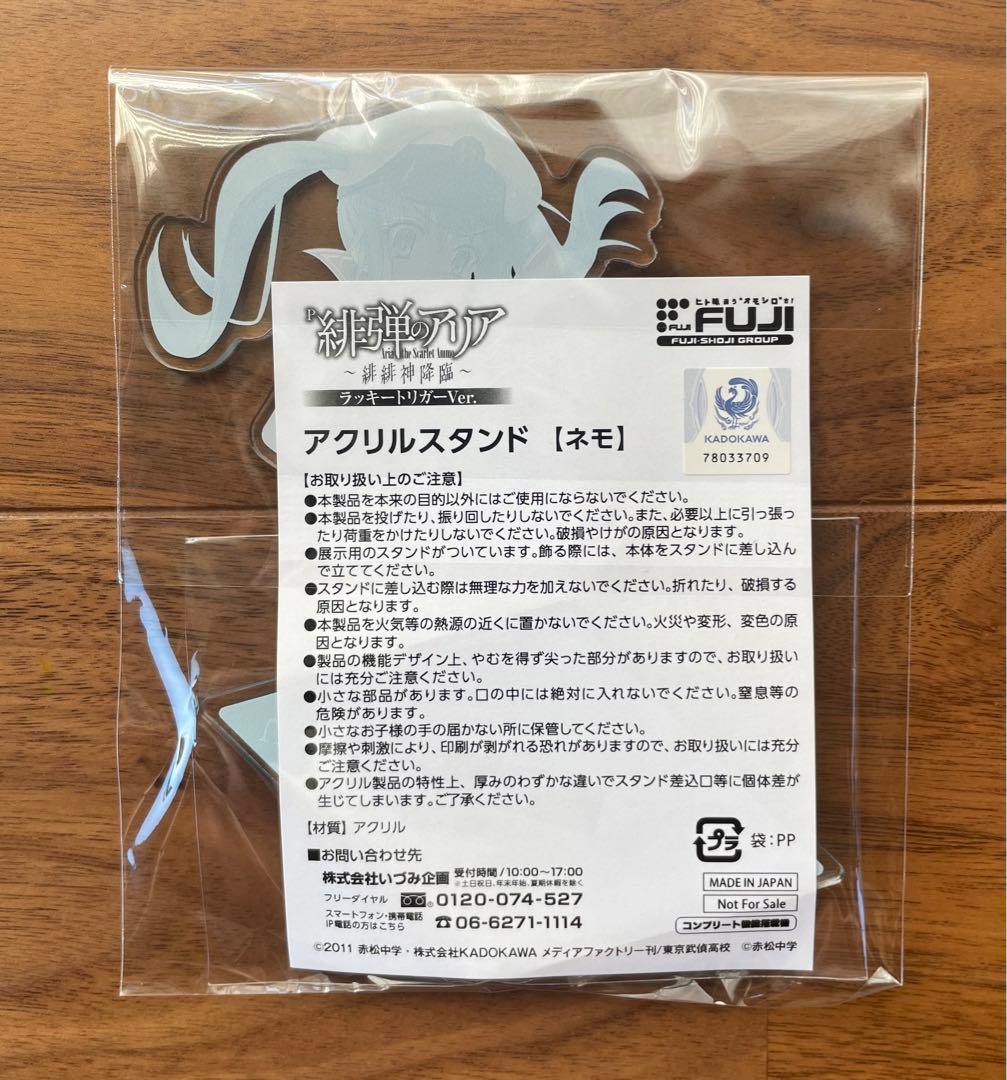 P緋弾のアリア
Aria the Scarlet Ammo
～緋緋神降臨～
ラッキートリガーVer.
ヒト味違う"オモシロ"さ!
FUJI FUJI
FUJI・SHOJI GROUP
KADOKAWA
78033709
アクリルスタンド【ネモ】
【お取り扱い上のご注意】
●本製品を本来の目的以外にはご使用にならないでください。
●本製品を投げたり、振り回したりしないでください。また、必要以上に引っ張っ
たり荷重をかけたりしないでください。破損やけがの原因となります。
●展示用のスタンドがついています。飾る際には、本体をスタンドに差し込ん
で立ててください。
●スタンドに差し込む際は無理な力を加えないでください。折れたり、破損する
原因となります。
●本製品を火気等の熱源の近くに置かないでください。火災や変形、変色の原
因となります。
●製品の機能デザイン上、やむを得ず尖った部分がありますので、お取り扱い
には充分ご注意ください。
●小さな部品があります。口の中には絶対に入れないでください。窒息等の
危険があります。
●小さなお子様の手の届かない所に保管してください。
●摩擦や刺激により、印刷が剥がれる恐れがありますので、お取り扱いには充分
ご注意ください。
●アクリル製品の特性上、厚みのわずかな違いでスタンド差込口等に個体差が
生じてしまいます。ご了承ください。
【材質】アクリル
プラ 袋:PP
■お問い合わせ先
株式会社いづみ企画 受付時間/10:00～17:00
※土日祝日、年末年始、夏期休暇を除く
フリーダイヤル 0120-074-527
スマートフォン・携帯電話
IP電話の方はこちら ☎06-6271-1114
MADE IN JAPAN
Not For Sale
コンプリート機能搭載機
©2011 赤松中学・株式会社KADOKAWA メディアファクトリー刊/東京武偵高校 ©赤松中学